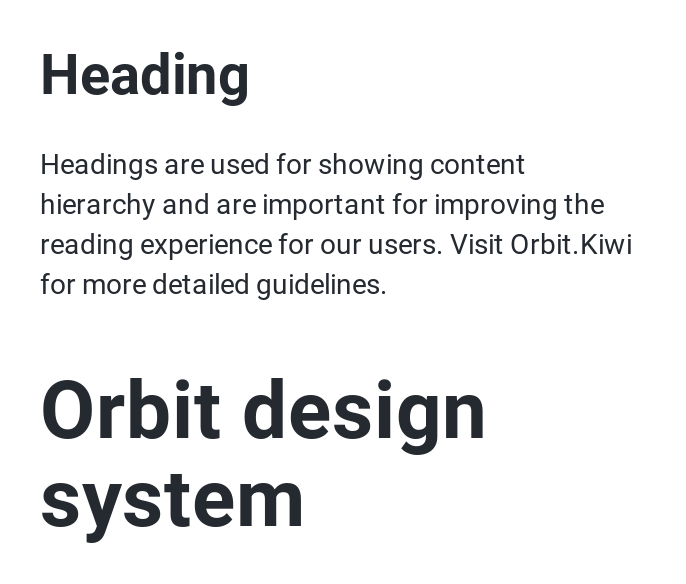 Heading
Headings are used for showing content
hierarchy and are important for improving the
reading experience for our users. Visit Orbit.Kiwi
for more detailed guidelines.
Orbit design
system